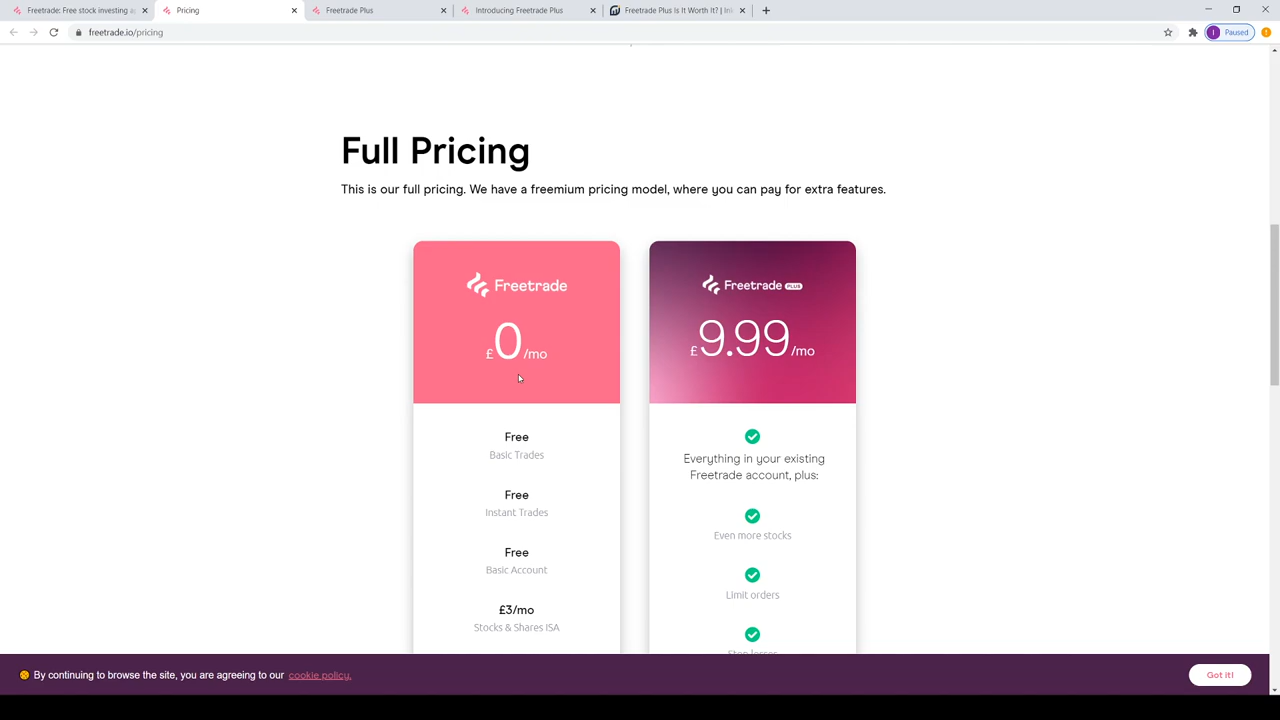 Freetrade: Free stock investing a
Pricing
Freetrade Plus
Introducing Freetrade Plus
Freetrade Plus Is It Worth It? | In
freetrade.io/pricing
Paused
Full Pricing
This is our full pricing. We have a freemium pricing model, where you can pay for extra features.
Freetrade
£0/mo
Free
Basic Trades
Free
Instant Trades
Free
Basic Account
£3/mo
Stocks & Shares ISA
Freetrade PLUS
£9.99/mo
Everything in your existing
Freetrade account, plus:
Even more stocks
Limit orders
Stop losses
By continuing to browse the site, you are agreeing to our cookie policy.
Got it!